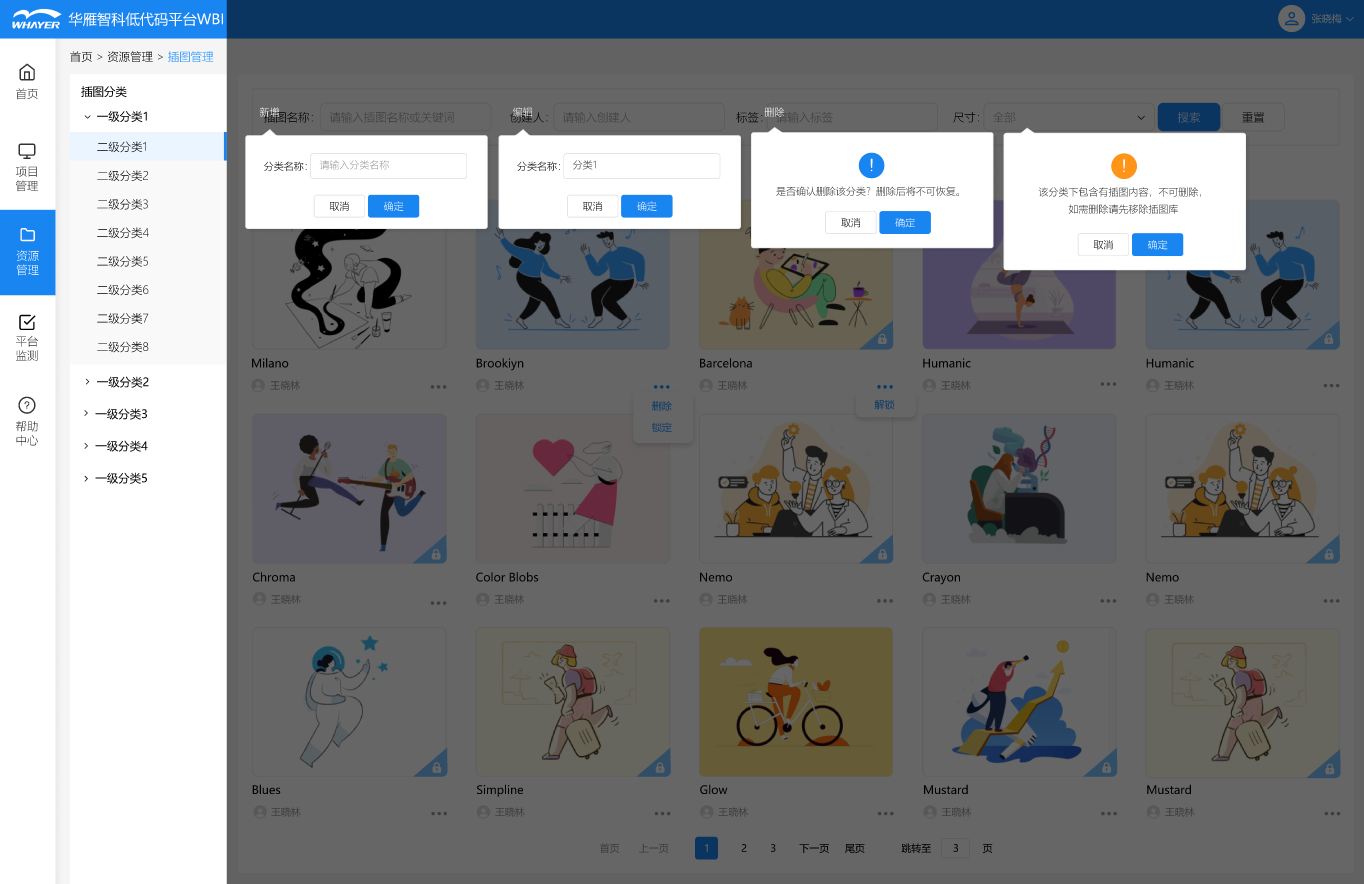 WHAYER 华雁智科低代码平台WBI
张晓梅
首页
项目
管理
资源
管理
平台
监测
帮助
中心
首页 > 资源管理 > 插图管理
插图分类
一级分类1
二级分类1
二级分类2
二级分类3
二级分类4
二级分类5
二级分类6
二级分类7
二级分类8
一级分类2
一级分类3
一级分类4
一级分类5
插图名称: 请输入插图名称或关键词 创建人: 请输入创建人 标签: 请输入标签 尺寸: 全部 搜索 重置
新增
分类名称: 请输入分类名称
取消 确定
编辑
分类名称: 分类1
取消 确定
删除
!
是否确认删除该分类？删除后将不可恢复。
取消 确定
!
该分类下包含有插图内容，不可删除，
如需删除请先移除插图库
取消 确定
Milano Brookiyn Barcelona Humanic Humanic
王晓林 王晓林 王晓林 王晓林 王晓林
删除
锁定
解锁
Chroma Color Blobs Nemo Crayon Nemo
王晓林 王晓林 王晓林 王晓林 王晓林
Blues Simpline Glow Mustard Mustard
王晓林 王晓林 王晓林 王晓林 王晓林
首页 上一页 1 2 3 下一页 尾页 跳转至 3 页